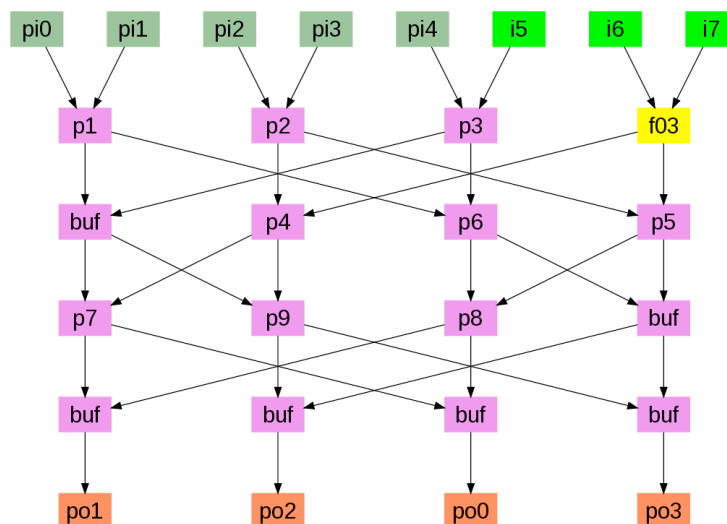 pi0 pi1 pi2 pi3 pi4 i5 i6 i7
p1 p2 p3 f03
buf p4 p6 p5
p7 p9 p8 buf
buf buf buf buf
po1 po2 po0 po3